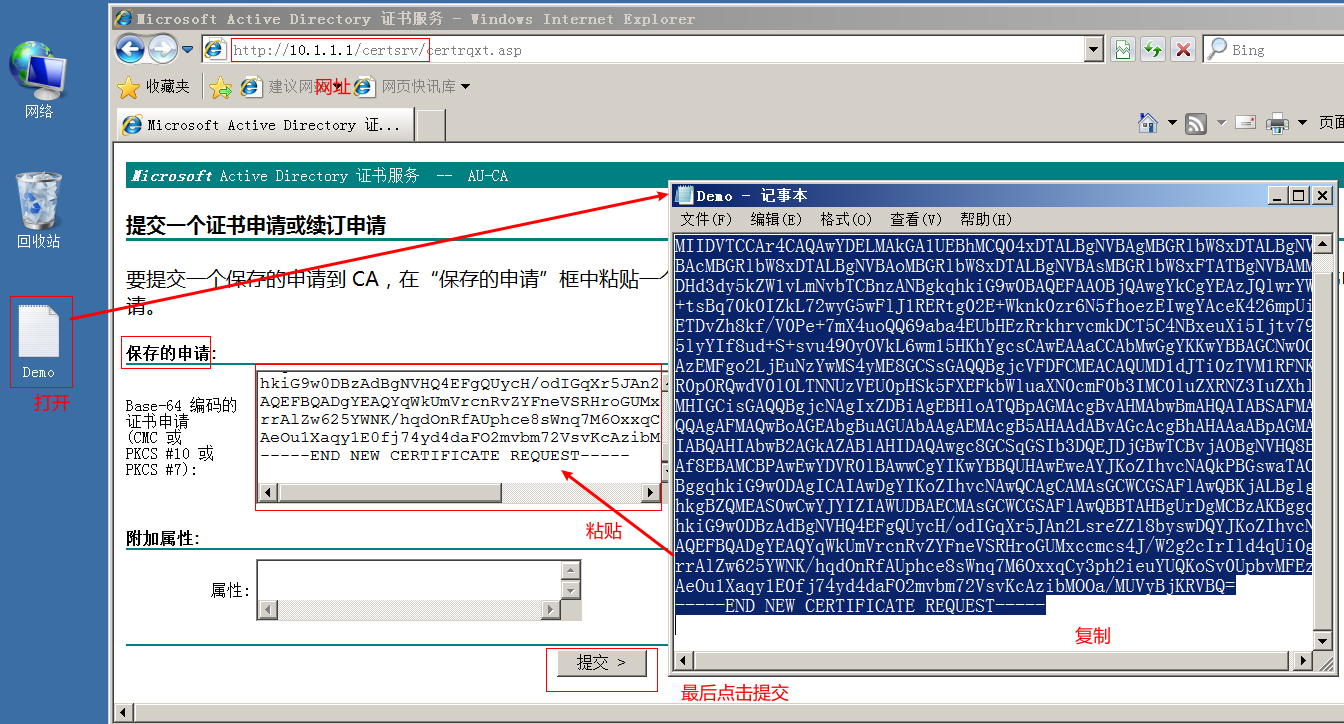 Microsoft Active Directory 证书服务 - Windows Internet Explorer
网络
http://10.1.1.1/certsrv/certrqxt.asp
Bing
收藏夹
网址
网页快讯库
Microsoft Active Directory 证...
页面
回收站
Microsoft Active Directory 证书服务 -- AU-CA
提交一个证书申请或续订申请
要提交一个保存的申请到 CA，在“保存的申请”框中粘贴一个
请。
保存的申请:
Demo
打开
Base-64 编码的
证书申请
(CMC 或
PKCS #10 或
PKCS #7):
hkiG9w0DBzAdBgNVHQ4EFgQUycH/odIGqXr5JAn2
AQEFBQADgYEAQYqWkUmVrcnRvZYFneVSRHroGUMx
rrAlZw625YWNK/hqdOnRfAUphce8sWnq7M6OxxqC
AeOu1Xaqy1E0fj74yd4daFO2mvbm72VsvKcAzibM
-----END NEW CERTIFICATE REQUEST-----
粘贴
附加属性:
属性:
提交 >
最后点击提交
Demo - 记事本
文件(F) 编辑(E) 格式(O) 查看(V) 帮助(H)
MIIDVTCCAr4CAQAwYDELMAkGA1UEBhMCQ04xDTALBgNVBAgMBGRlbW8xDTALBgNV
BAcMBGRlbW8xDTALBgNVBAoMBGRlbW8xDTALBgNVBAsMBGRlbW8xFTATBgNVBAMM
DHd3dy5kZW1vLmNvbTCBnzANBgkqhkiG9w0BAQEFAAOBjQAwgYkCgYEAzJQlwrYW
+tsBq70k0IZkL72wyG5wFlJ1RERtg02E+Wknk0zr6N5fhoezEIwgYAceK426mpUi
ETDvZh8kf/V0Pe+7mX4uoQQ69aba4EUbHEzRrkhrvcmkDCT5C4NBxeuXi5Ijtv79
5lyYIf8ud+S+svu49OyOVkL6wm15HKhYgcsCAwEAAaCCAbMwGgYKKwYBBAGCNw0C
AzEMFgo2LjEuNzYwMS4yME8GCSsGAQQBgjcVFDFCMEACAQUMD1dJTi0zTVM1RFNK
R0pORQwdV0lOLTNNUzVEU0pHSk5FXEFkbWluaXN0cmF0b3IMC0luZXRNZ3IuZXhl
MHIGCisGAQQBgjcNAgIxZDBiAgEBHloATQBpAGMAcgBvAHMAbwBmAHQAIABSAFMA
QQAgAFMAQwBoAGEAbgBuAGUAbAAgAEMAcgB5AHAAdABvAGcAcgBhAHAAaABpAGMA
IABQAHIAbwB2AGkAZABlAHIDAQAwgc8GCSqGSIb3DQEJDjGBwTCBvjAOBgNVHQ8B
Af8EBAMCBPAwEwYDVR0lBAwwCgYIKwYBBQUHAwEweAYJKoZIhvcNAQkPBGswaTAO
BggqhkiG9w0DAgICAIAwDgYIKoZIhvcNAwQCAgCAMAsGCWCGSAFlAwQBKjALBglg
hkgBZQMEAS0wCwYJYIZIAWUDBAECMAsGCWCGSAFlAwQBBTAHBgUrDgMCBzAKBggq
hkiG9w0DBzAdBgNVHQ4EFgQUycH/odIGqXr5JAn2LsreZZl8byswDQYJKoZIhvcN
AQEFBQADgYEAQYqWkUmVrcnRvZYFneVSRHroGUMxccmcs4J/W2g2cIrIld4qUiOg
rrAlZw625YWNK/hqdOnRfAUphce8sWnq7M6OxxqCy3ph2ieuYUQKoSv0UpbvMFEz
AeOu1Xaqy1E0fj74yd4daFO2mvbm72VsvKcAzibMOOa/MUVyBjKRVBQ=
-----END NEW CERTIFICATE REQUEST-----
复制